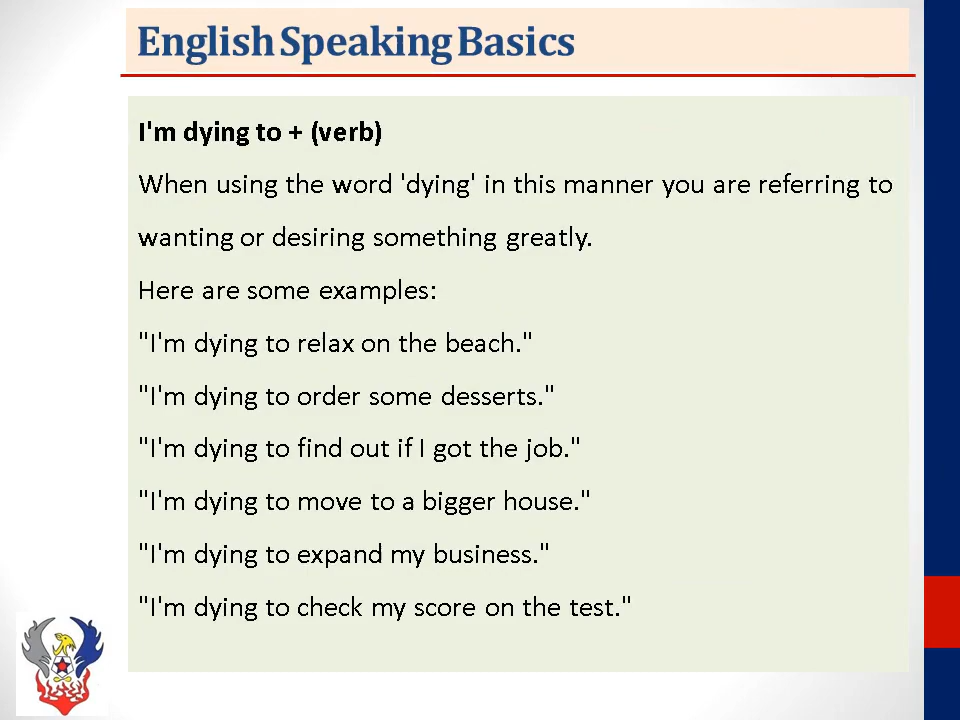 English Speaking Basics
I'm dying to + (verb)
When using the word 'dying' in this manner you are referring to
wanting or desiring something greatly.
Here are some examples:
"I'm dying to relax on the beach."
"I'm dying to order some desserts."
"I'm dying to find out if I got the job."
"I'm dying to move to a bigger house."
"I'm dying to expand my business."
"I'm dying to check my score on the test."